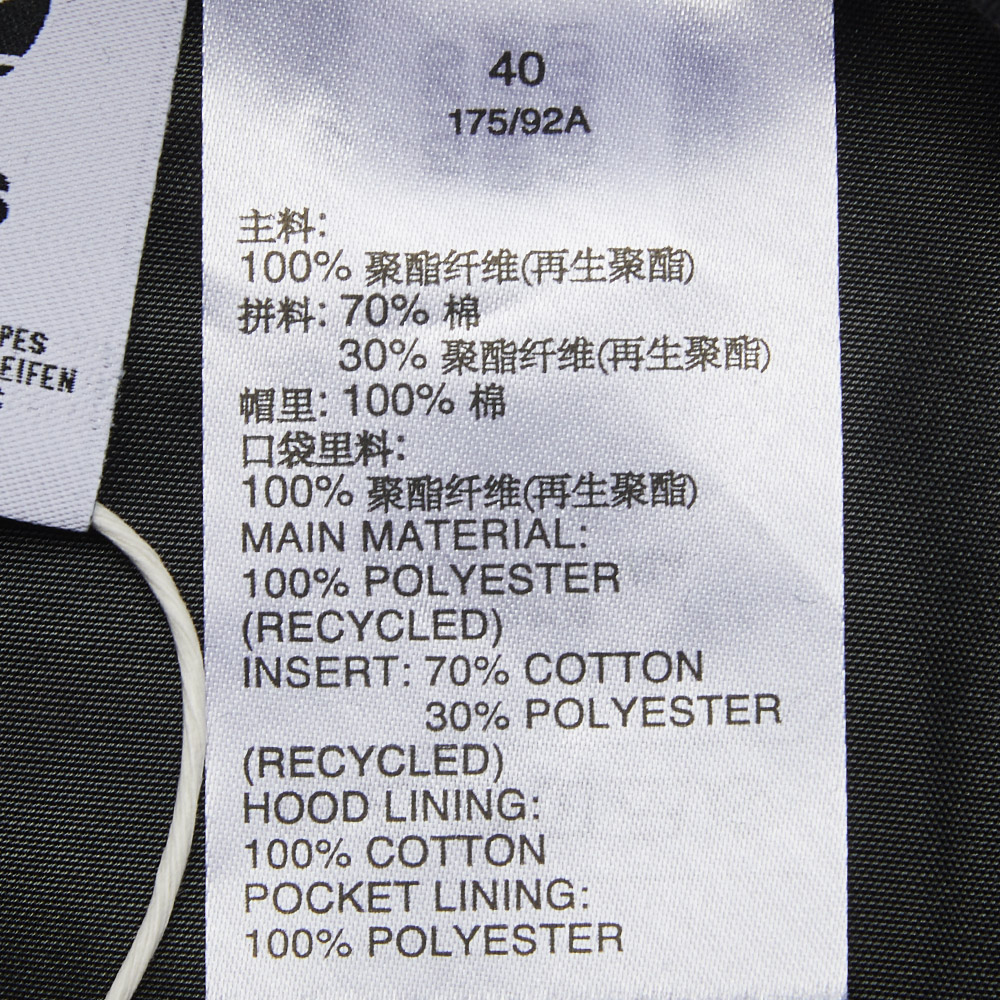 40
175/92A
主料:
100% 聚酯纤维(再生聚酯)
拼料: 70% 棉
30% 聚酯纤维(再生聚酯)
帽里: 100% 棉
口袋里料:
100% 聚酯纤维(再生聚酯)
MAIN MATERIAL:
100% POLYESTER
(RECYCLED)
INSERT: 70% COTTON
30% POLYESTER
(RECYCLED)
HOOD LINING:
100% COTTON
POCKET LINING:
100% POLYESTER
S
PES
EIFEN